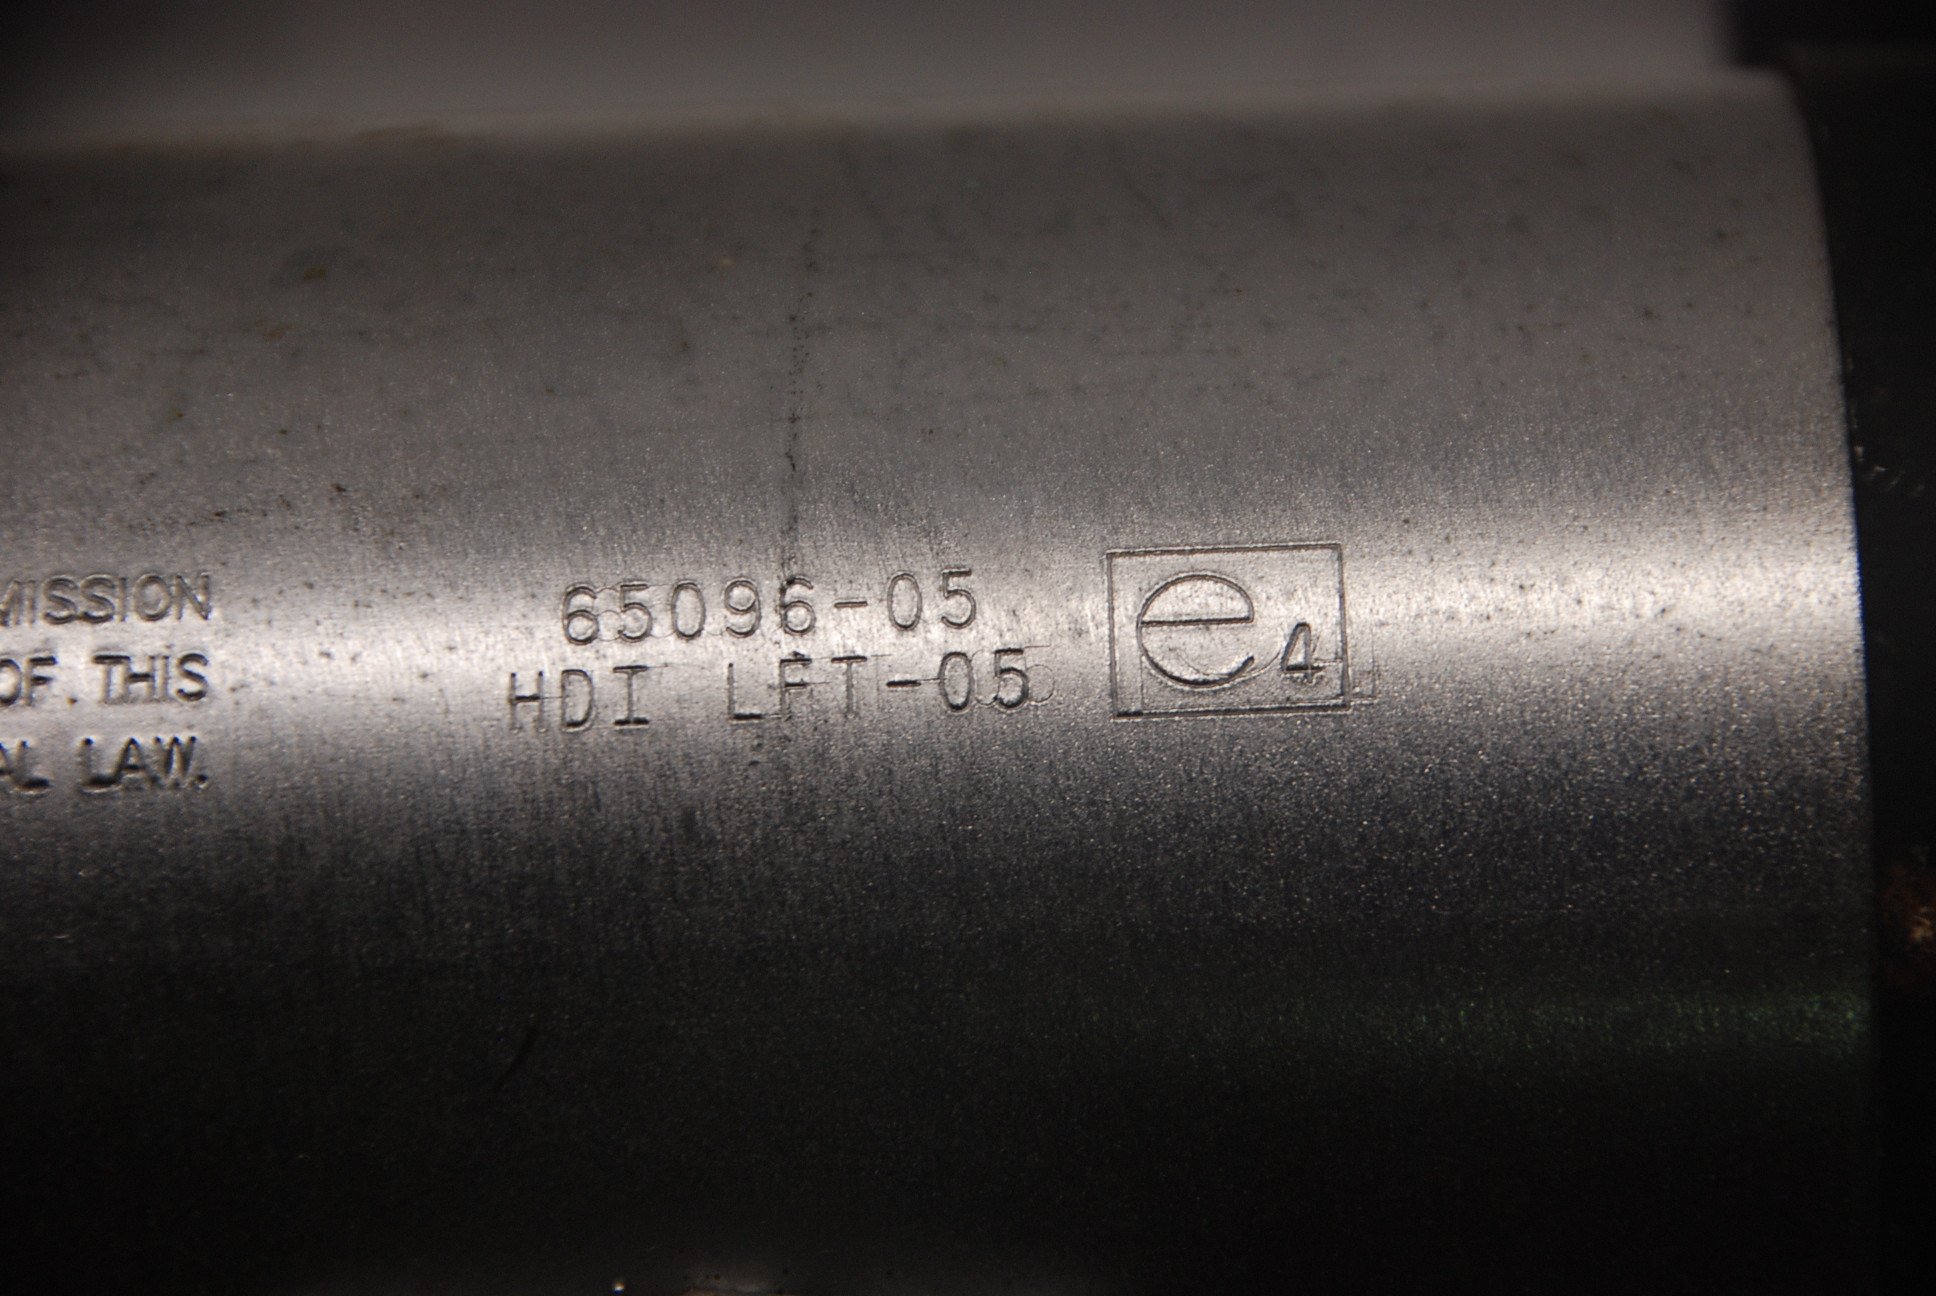 MISSION
OF THIS
AL LAW.
65096-05
HDI LFT-05
e4